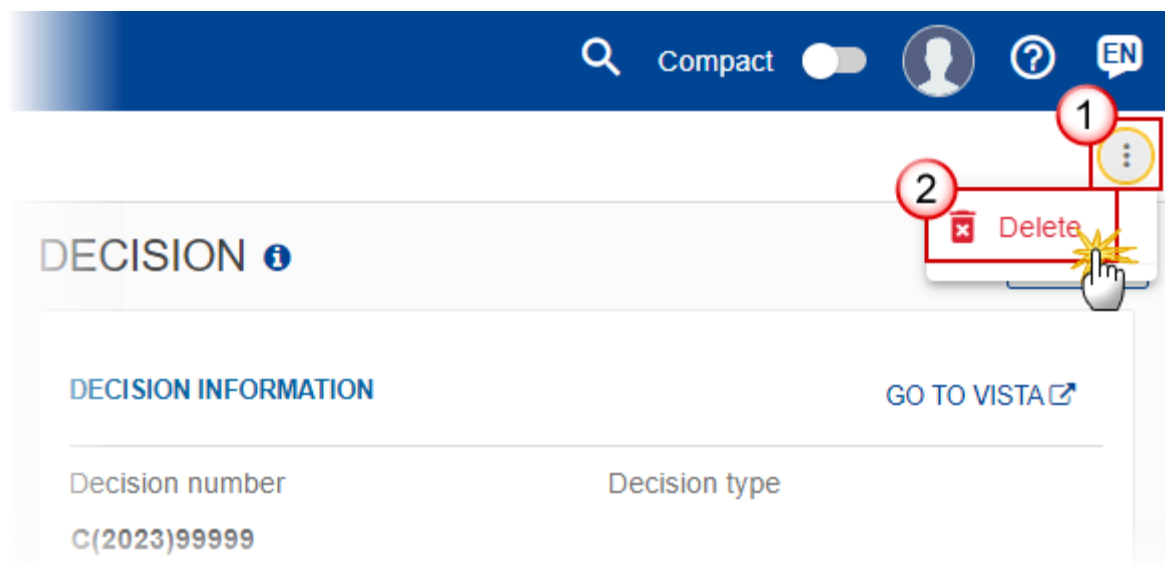 Compact EN
1
2
Delete
DECISION
DECISION INFORMATION GO TO VISTA
Decision number Decision type
C(2023)99999